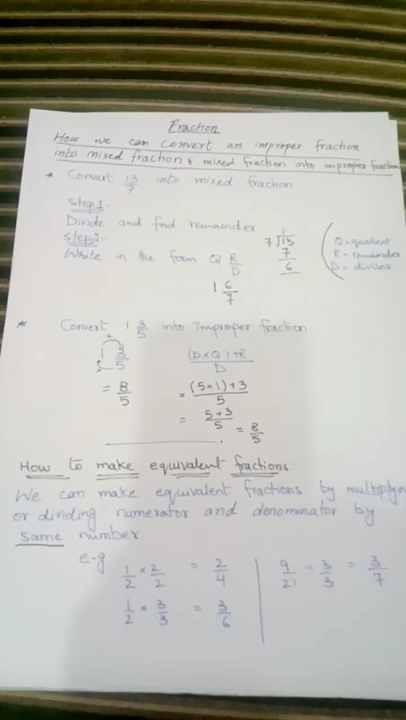 Fraction
How we can convert an improper fraction
into mixed fraction & mixed fraction into improper fraction
* Convert 13/7 into mixed fraction
Step 1-
Divide and find remainder
Step 2-
Write in the form Q R/D
1
7 √13
7
6
Q = quotient
R = remainder
D = divisor
1 6/7
* Convert 1 3/5 into improper fraction
1 3/5
(D×Q)+R/D
= 8/5
= (5×1)+3/5
= 5+3/5 = 8/5
How to make equivalent fractions.
We can make equivalent fractions by multiplyin
or dividing numerator and denominator by
same number
e-g 1/2 × 2/2 = 2/4
1/2 × 3/3 = 3/6
9/21 ÷ 3/3 = 3/7